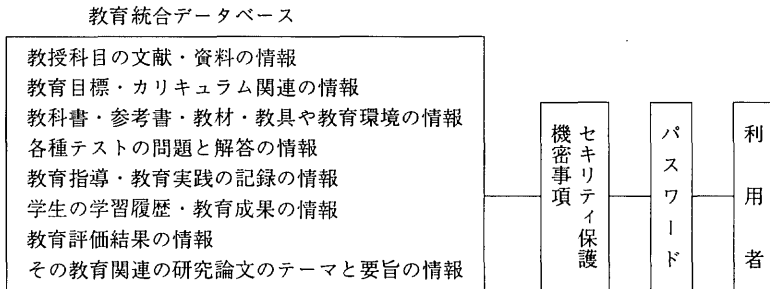 教育統合データベース
教授科目の文献・資料の情報
教育目標・カリキュラム関連の情報
教科書・参考書・教材・教具や教育環境の情報
各種テストの問題と解答の情報
教育指導・教育実践の記録の情報
学生の学習履歴・教育成果の情報
教育評価結果の情報
その教育関連の研究論文のテーマと要旨の情報
セキリティ保護
機密事項
パスワード
利用者